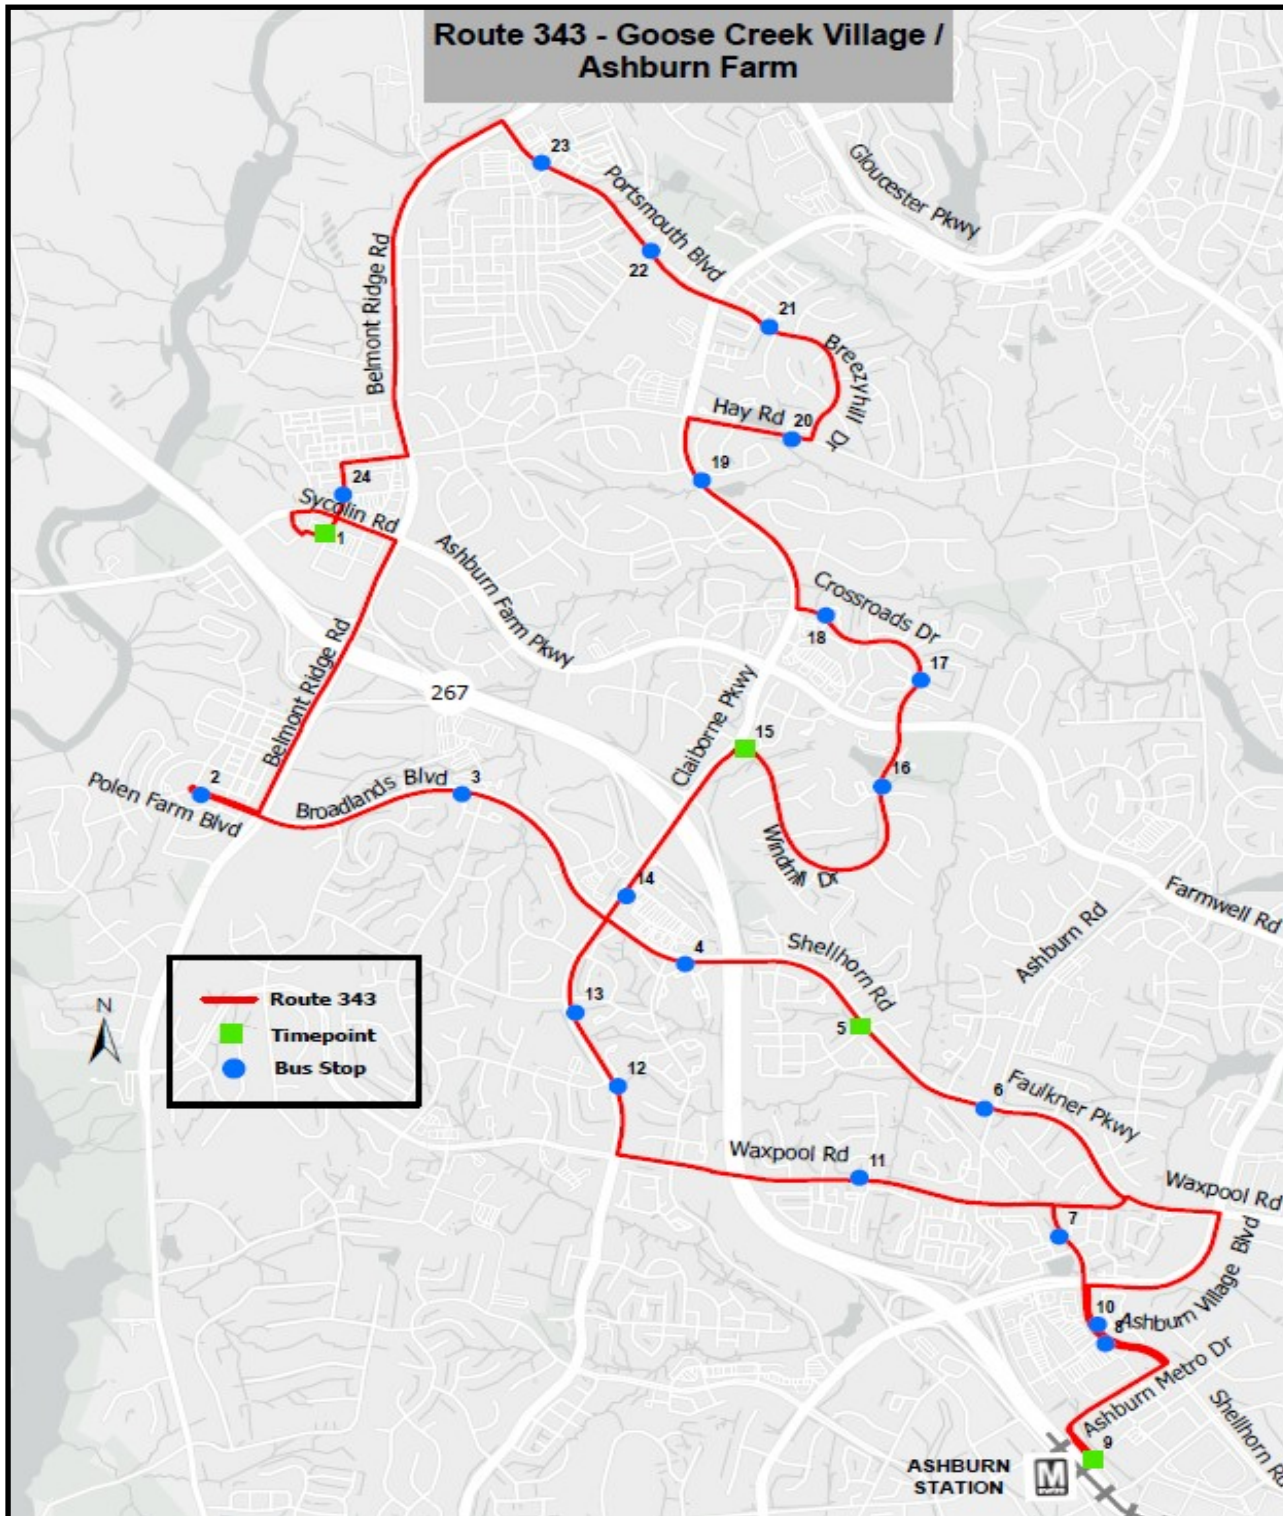 Route 343 - Goose Creek Village /
Ashburn Farm
23
Portsmouth Blvd
Gloucester Pkwy
22
Belmont Ridge Rd
21
Breezyhill Dr
Hay Rd
20
19
24
Sycolin Rd
1
Ashburn Farm Pkwy
Crossroads Dr
18
17
Belmont Ridge Rd
267
Claiborne Pkwy
15
16
2
Polen Farm Blvd
Broadlands Blvd
3
Windmill Dr
14
Farmwell Rd
Ashburn Rd
4
Shellhorn Rd
N
Route 343
Timepoint
Bus Stop
13
5
12
6
Faulkner Pkwy
Waxpool Rd
11
Waxpool Rd
7
10
Ashburn Village Blvd
8
Ashburn Metro Dr
Shellhorn Rd
9
ASHBURN
STATION
M